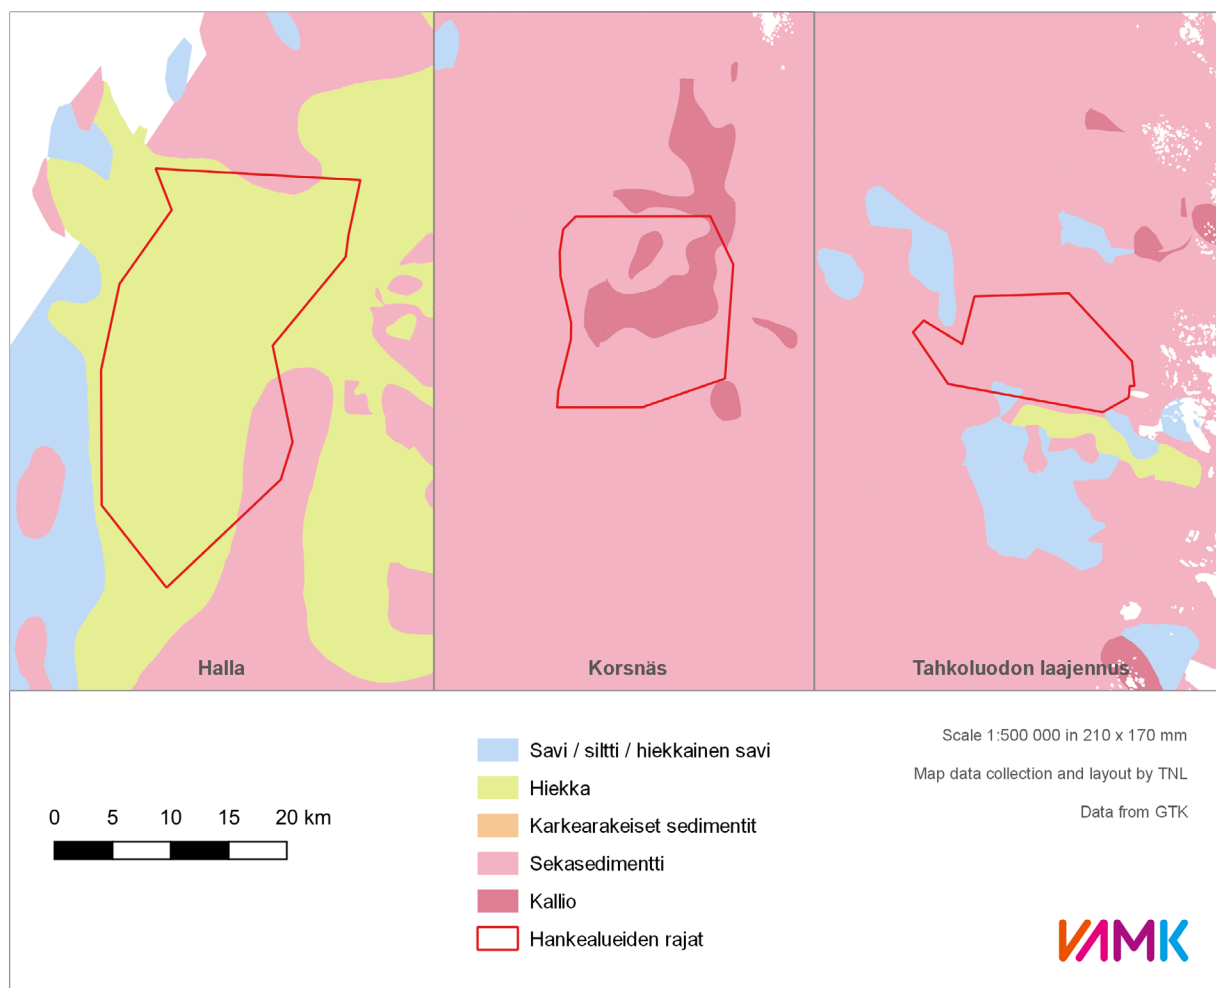 Halla
Korsnäs
Tahkoluodon laajennus
0 5 10 15 20 km
Savi / siltti / hiekkainen savi
Hiekka
Karkearakeiset sedimentit
Sekasedimentti
Kallio
Hankealueiden rajat
Scale 1:500 000 in 210 x 170 mm
Map data collection and layout by TNL
Data from GTK
VAMK